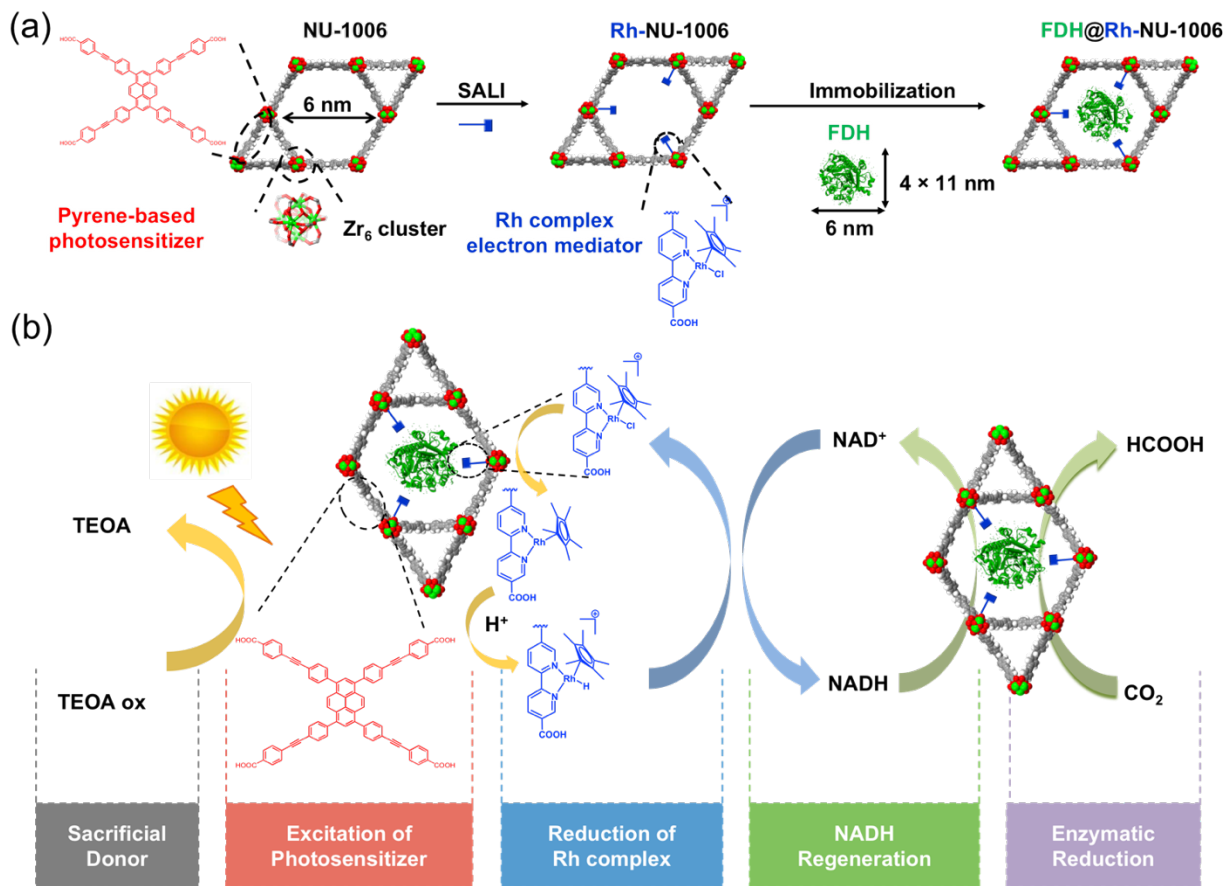 (a)
NU-1006
Rh-NU-1006
FDH@Rh-NU-1006
HOOC
COOH
HOOC
COOH
6 nm
SALI
Immobilization
FDH
4 × 11 nm
6 nm
Pyrene-based
photosensitizer
Zr6 cluster
Rh complex
electron mediator
+
N
Rh
N
Cl
COOH
(b)
+
N
Rh
N
Cl
COOH
NAD+
HCOOH
TEOA
N
Rh
N
COOH
H+
+
N
Rh
N
H
COOH
HOOC
COOH
HOOC
COOH
TEOA ox
NADH
CO2
Sacrificial
Donor
Excitation of
Photosensitizer
Reduction of
Rh complex
NADH
Regeneration
Enzymatic
Reduction